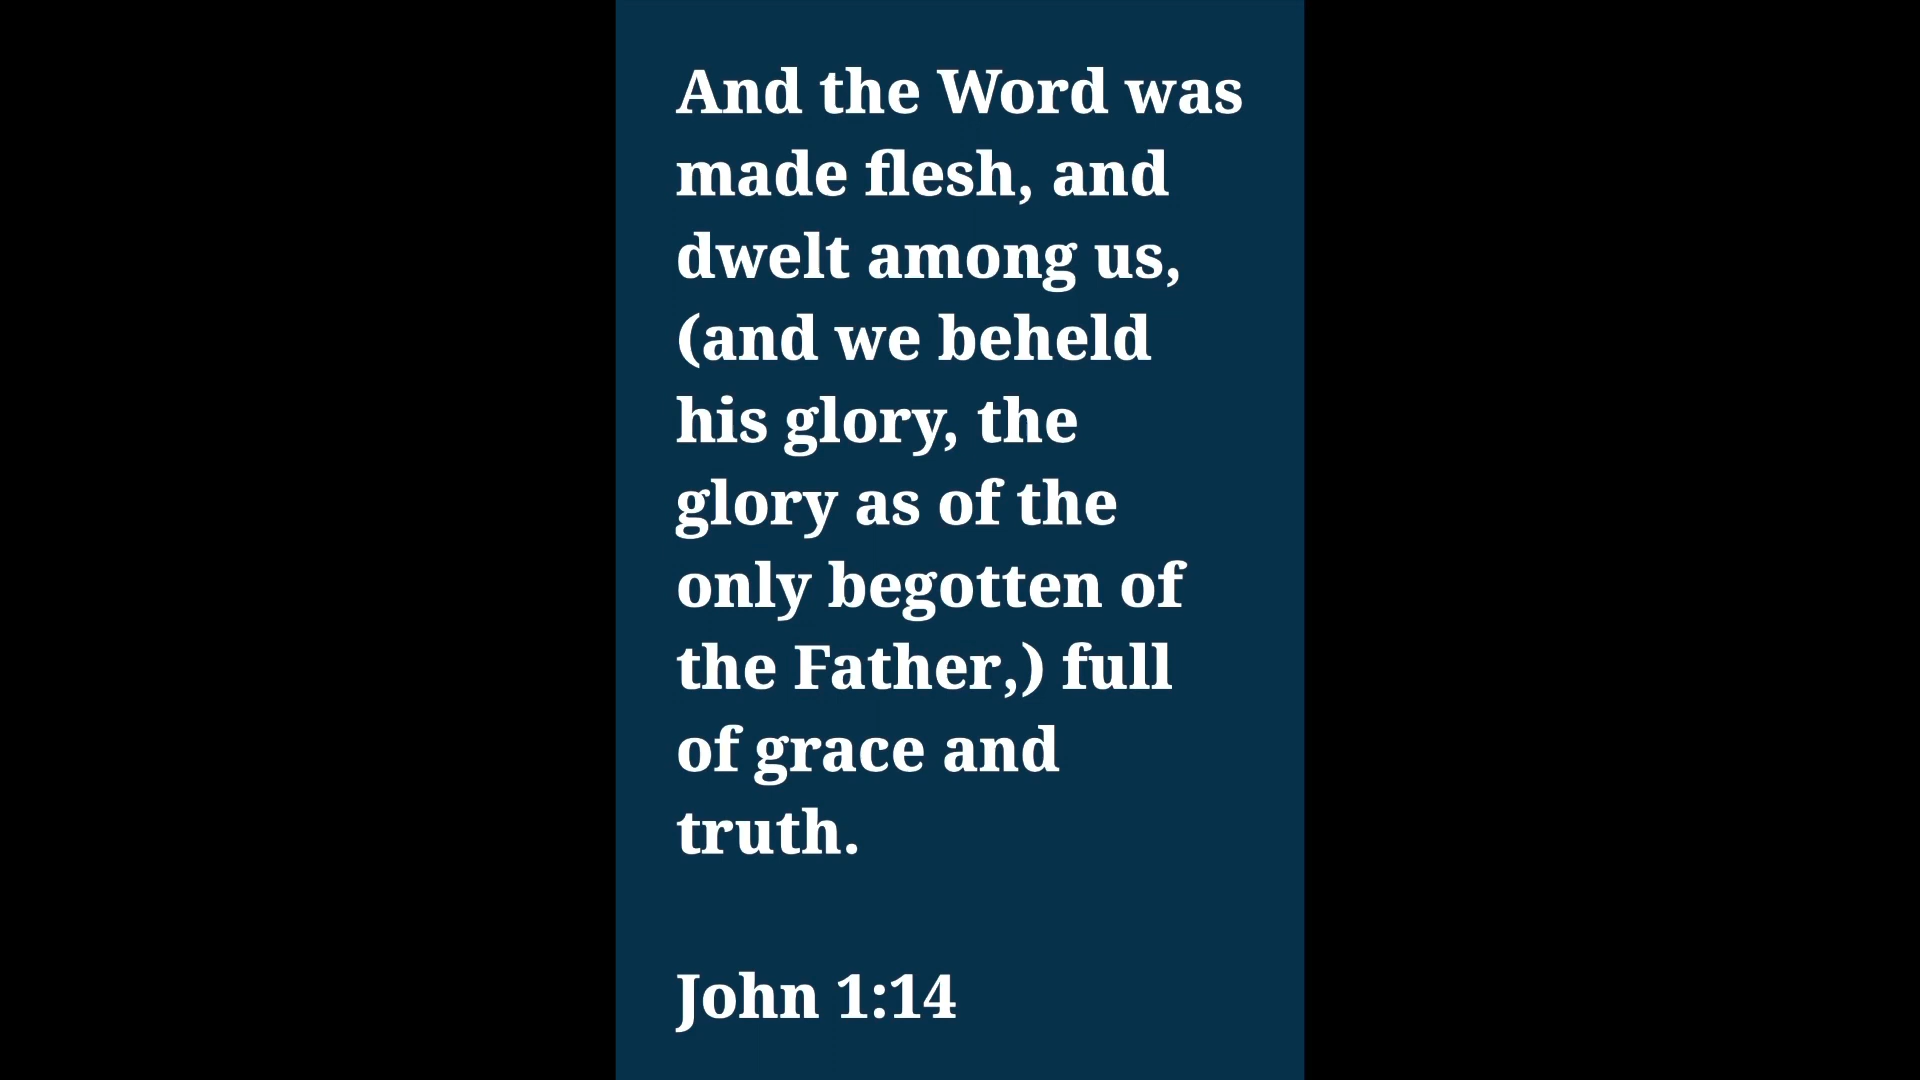 And the Word was
made flesh, and
dwelt among us,
(and we beheld
his glory, the
glory as of the
only begotten of
the Father,) full
of grace and
truth.
John 1:14